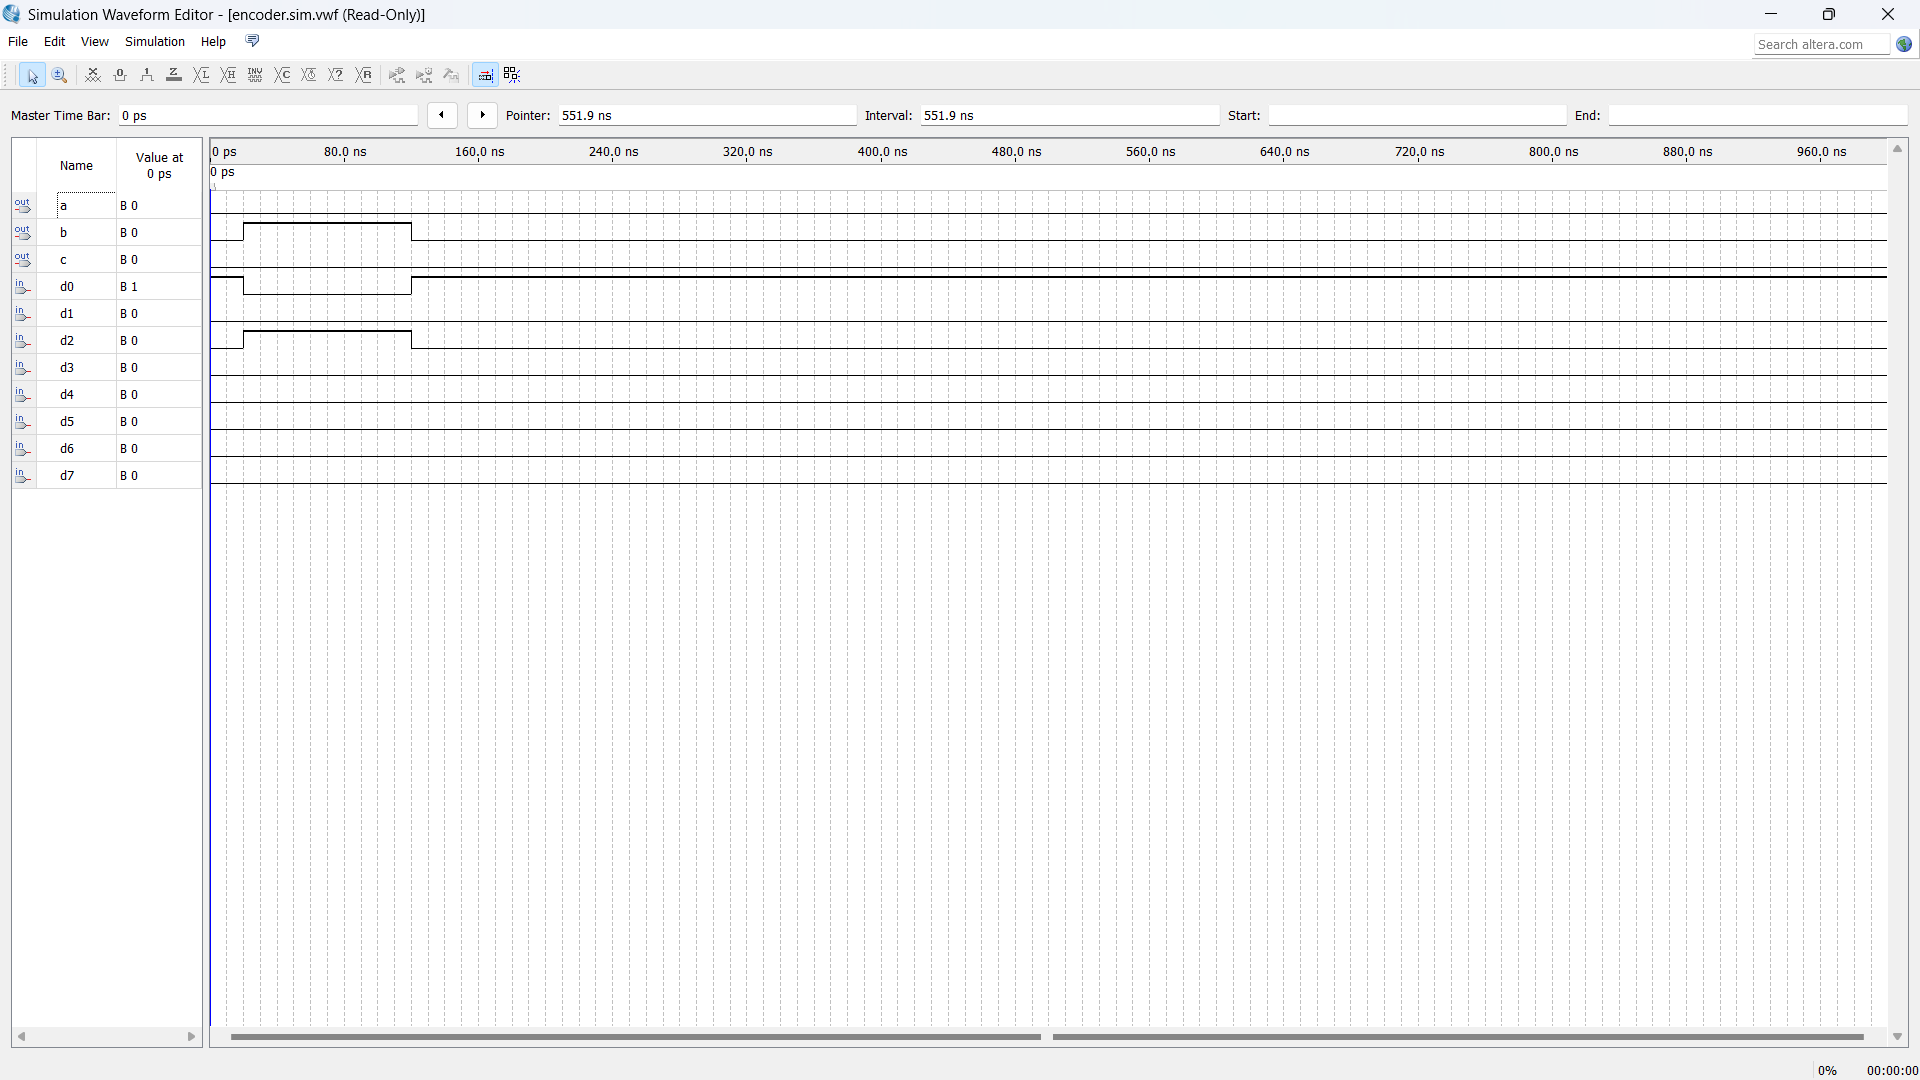 Simulation Waveform Editor - [encoder.sim.vwf (Read-Only)]
File Edit View Simulation Help
Search altera.com
Master Time Bar: 0 ps Pointer: 551.9 ns Interval: 551.9 ns Start: End:
Name Value at 0 ps
0 ps 80.0 ns 160.0 ns 240.0 ns 320.0 ns 400.0 ns 480.0 ns 560.0 ns 640.0 ns 720.0 ns 800.0 ns 880.0 ns 960.0 ns
0 ps
out a B 0
out b B 0
out c B 0
in d0 B 1
in d1 B 0
in d2 B 0
in d3 B 0
in d4 B 0
in d5 B 0
in d6 B 0
in d7 B 0
0% 00:00:00